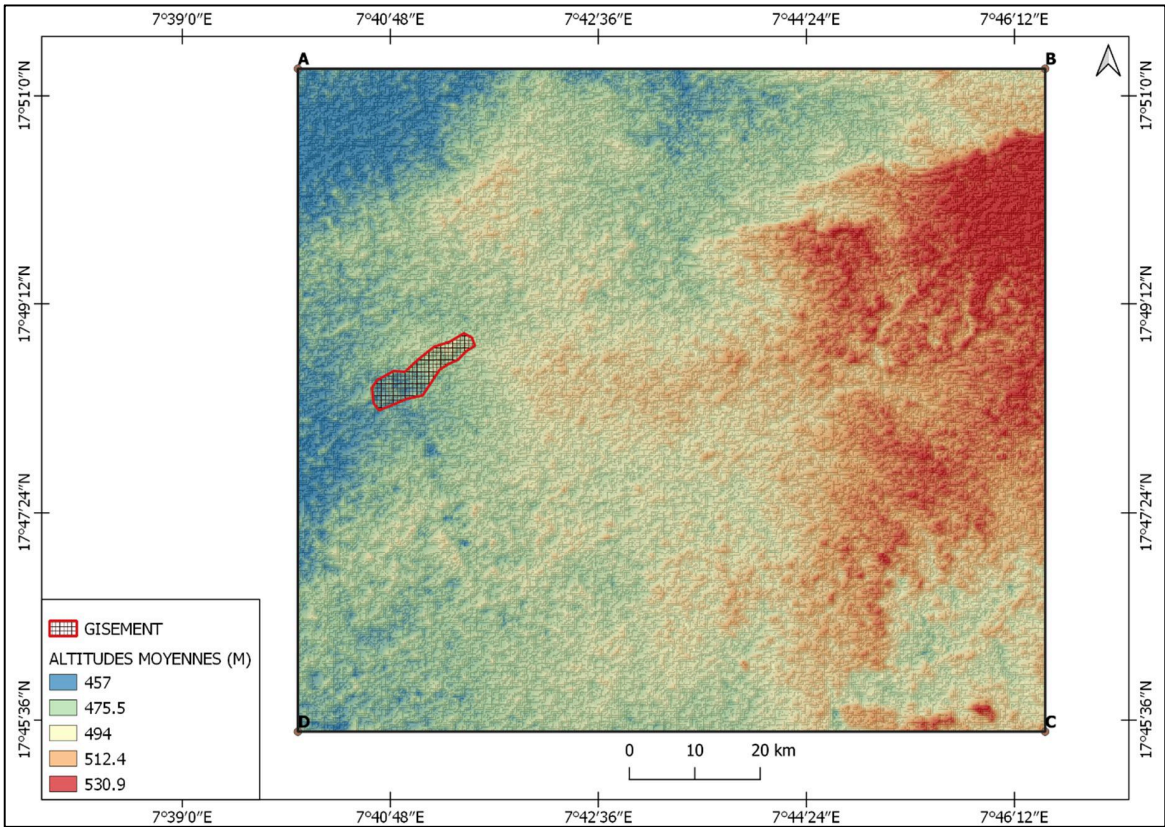 7°39′0″E 7°40′48″E 7°42′36″E 7°44′24″E 7°46′12″E
A B
17°51′0″N 17°51′0″N
17°49′12″N 17°49′12″N
17°47′24″N 17°47′24″N
17°45′36″N 17°45′36″N
D C
GISEMENT
ALTITUDES MOYENNES (M)
457
475.5
494
512.4
530.9
0 10 20 km
7°39′0″E 7°40′48″E 7°42′36″E 7°44′24″E 7°46′12″E